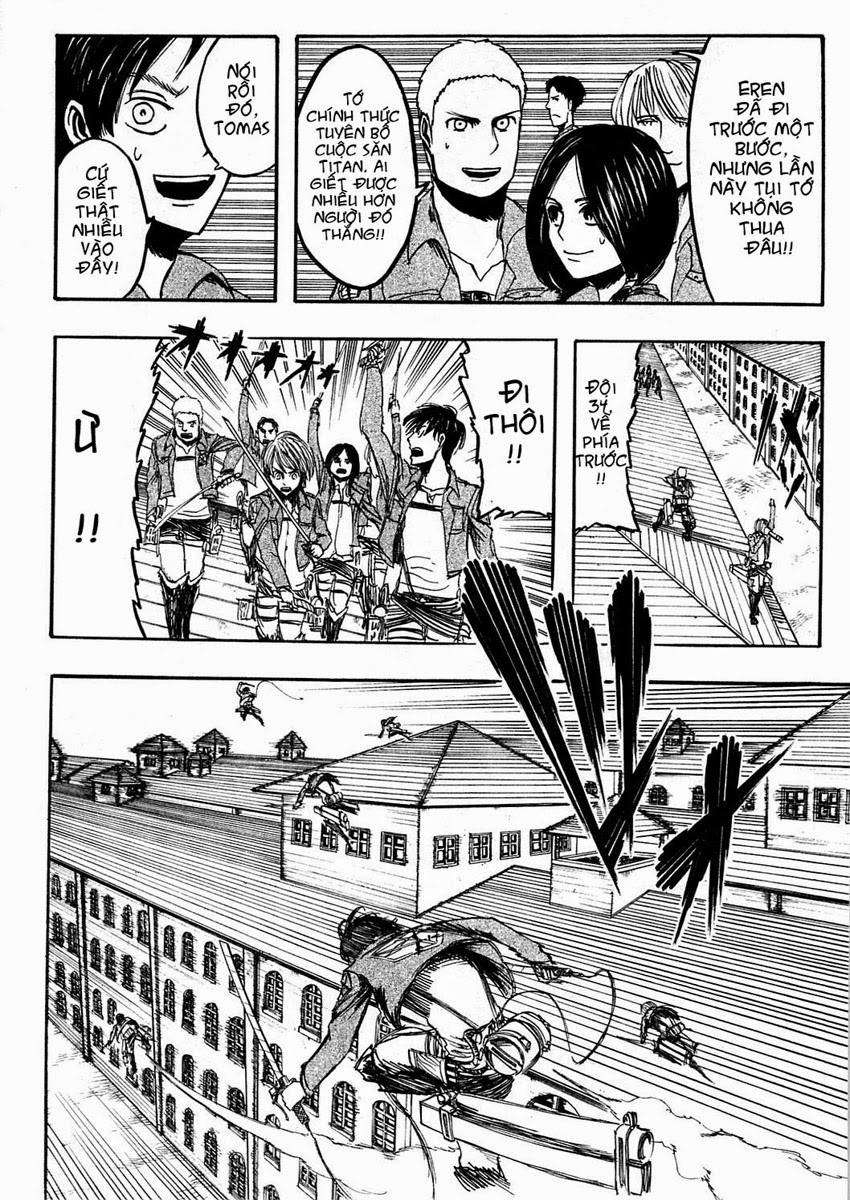 EREN
ĐÃ ĐI
TRƯỚC MỘT
BƯỚC,
NHƯNG LẦN
NÀY TỤI TỚ
KHÔNG
THUA
ĐÂU!!
TỚ
CHÍNH THỨC
TUYÊN BỐ
CUỘC SĂN
TITAN. AI
GIẾT ĐƯỢC
NHIỀU HƠN
NGƯỜI ĐÓ
THẮNG!!
NÓI
RỒI
ĐÓ,
TOMAS
CỨ
GIẾT
THẬT
NHIỀU
VÀO
ĐẤY!
ĐỘI
34,
VỀ
PHÍA
TRƯỚC
!!
ĐI
THÔI
!!
Ừ
!!